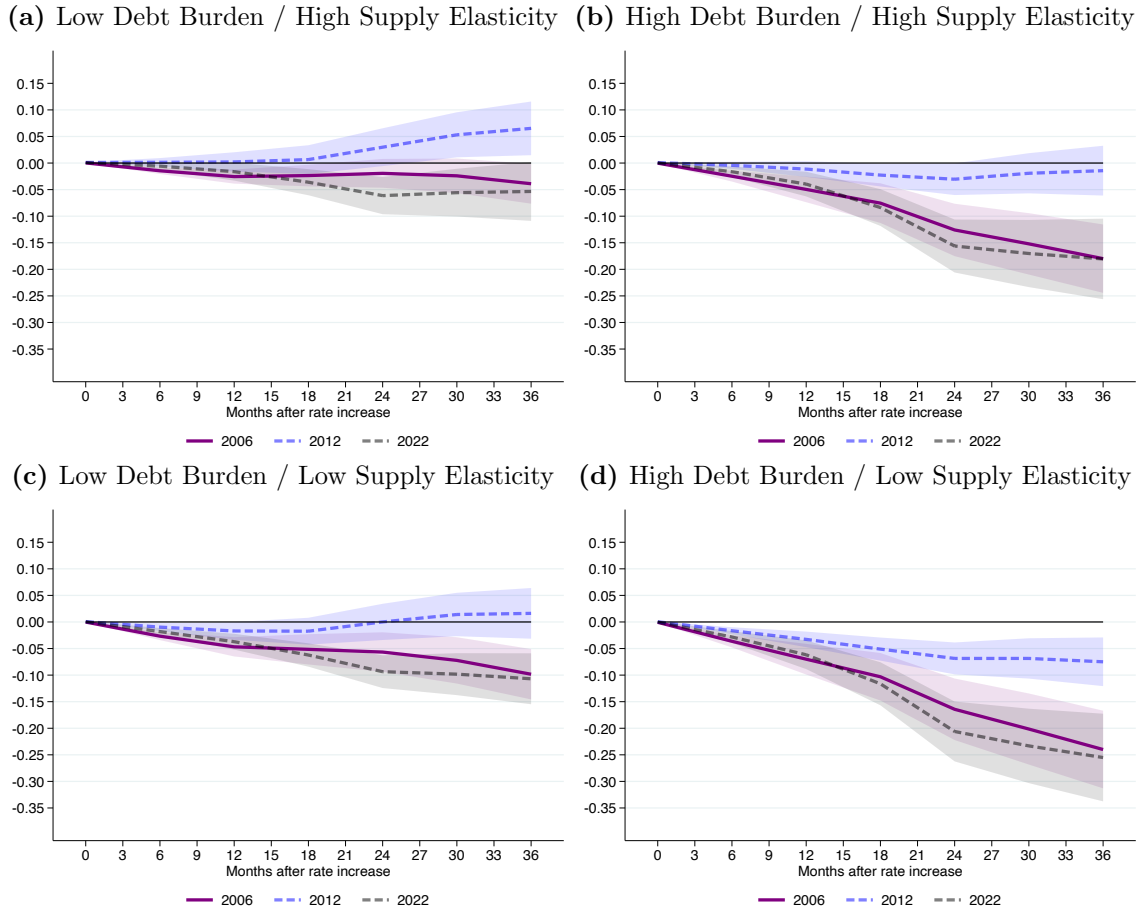 (a) Low Debt Burden / High Supply Elasticity
0.15
0.10
0.05
0.00
-0.05
-0.10
-0.15
-0.20
-0.25
-0.30
-0.35
0 3 6 9 12 15 18 21 24 27 30 33 36
Months after rate increase
2006 2012 2022
(b) High Debt Burden / High Supply Elasticity
0.15
0.10
0.05
0.00
-0.05
-0.10
-0.15
-0.20
-0.25
-0.30
-0.35
0 3 6 9 12 15 18 21 24 27 30 33 36
Months after rate increase
2006 2012 2022
(c) Low Debt Burden / Low Supply Elasticity
0.15
0.10
0.05
0.00
-0.05
-0.10
-0.15
-0.20
-0.25
-0.30
-0.35
0 3 6 9 12 15 18 21 24 27 30 33 36
Months after rate increase
2006 2012 2022
(d) High Debt Burden / Low Supply Elasticity
0.15
0.10
0.05
0.00
-0.05
-0.10
-0.15
-0.20
-0.25
-0.30
-0.35
0 3 6 9 12 15 18 21 24 27 30 33 36
Months after rate increase
2006 2012 2022